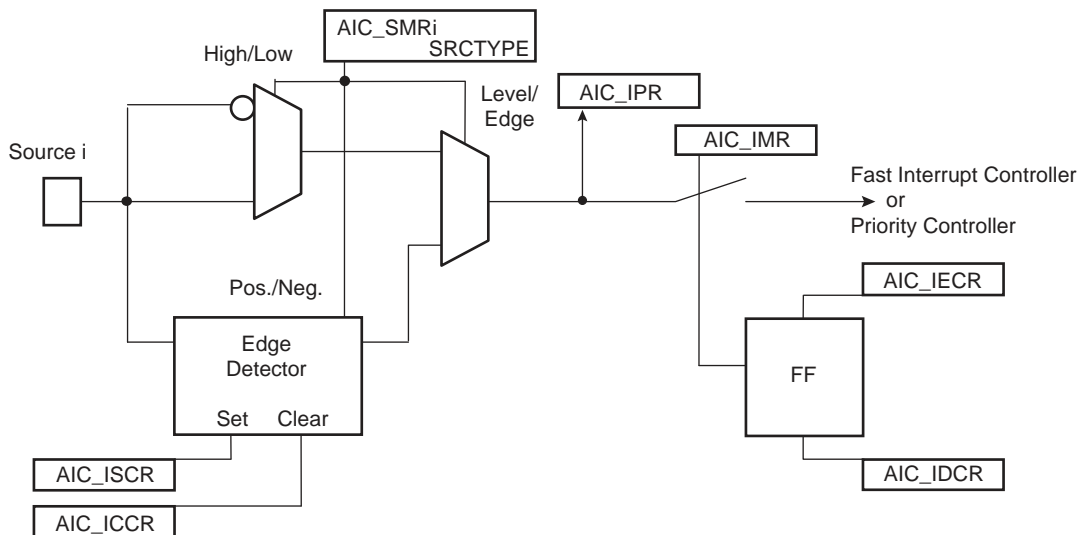 AIC_SMRi
SRCTYPE
High/Low
Level/
Edge
AIC_IPR
AIC_IMR
Source i
Fast Interrupt Controller
or
Priority Controller
Pos./Neg.
AIC_IECR
Edge
Detector
FF
Set Clear
AIC_ISCR
AIC_IDCR
AIC_ICCR